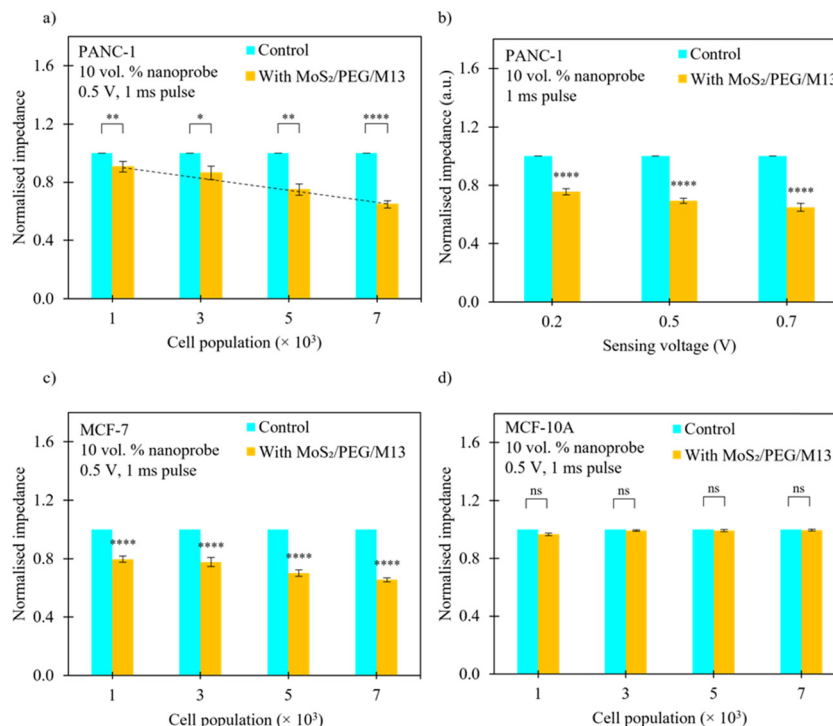 a)
PANC-1
10 vol. % nanoprobe
0.5 V, 1 ms pulse
Control
With MoS₂/PEG/M13
** * ** ****
1.6
1.2
0.8
0.4
0.0
Normalised impedance
1 3 5 7
Cell population (× 10³)
b)
PANC-1
10 vol. % nanoprobe
1 ms pulse
Control
With MoS₂/PEG/M13
**** **** ****
1.6
1.2
0.8
0.4
0.0
Normalised impedance (a.u.)
0.2 0.5 0.7
Sensing voltage (V)
c)
MCF-7
10 vol. % nanoprobe
0.5 V, 1 ms pulse
Control
With MoS₂/PEG/M13
**** **** **** ****
1.6
1.2
0.8
0.4
0.0
Normalised impedance
1 3 5 7
Cell population (× 10³)
d)
MCF-10A
10 vol. % nanoprobe
0.5 V, 1 ms pulse
Control
With MoS₂/PEG/M13
ns ns ns ns
1.6
1.2
0.8
0.4
0.0
Normalised impedance
1 3 5 7
Cell population (× 10³)